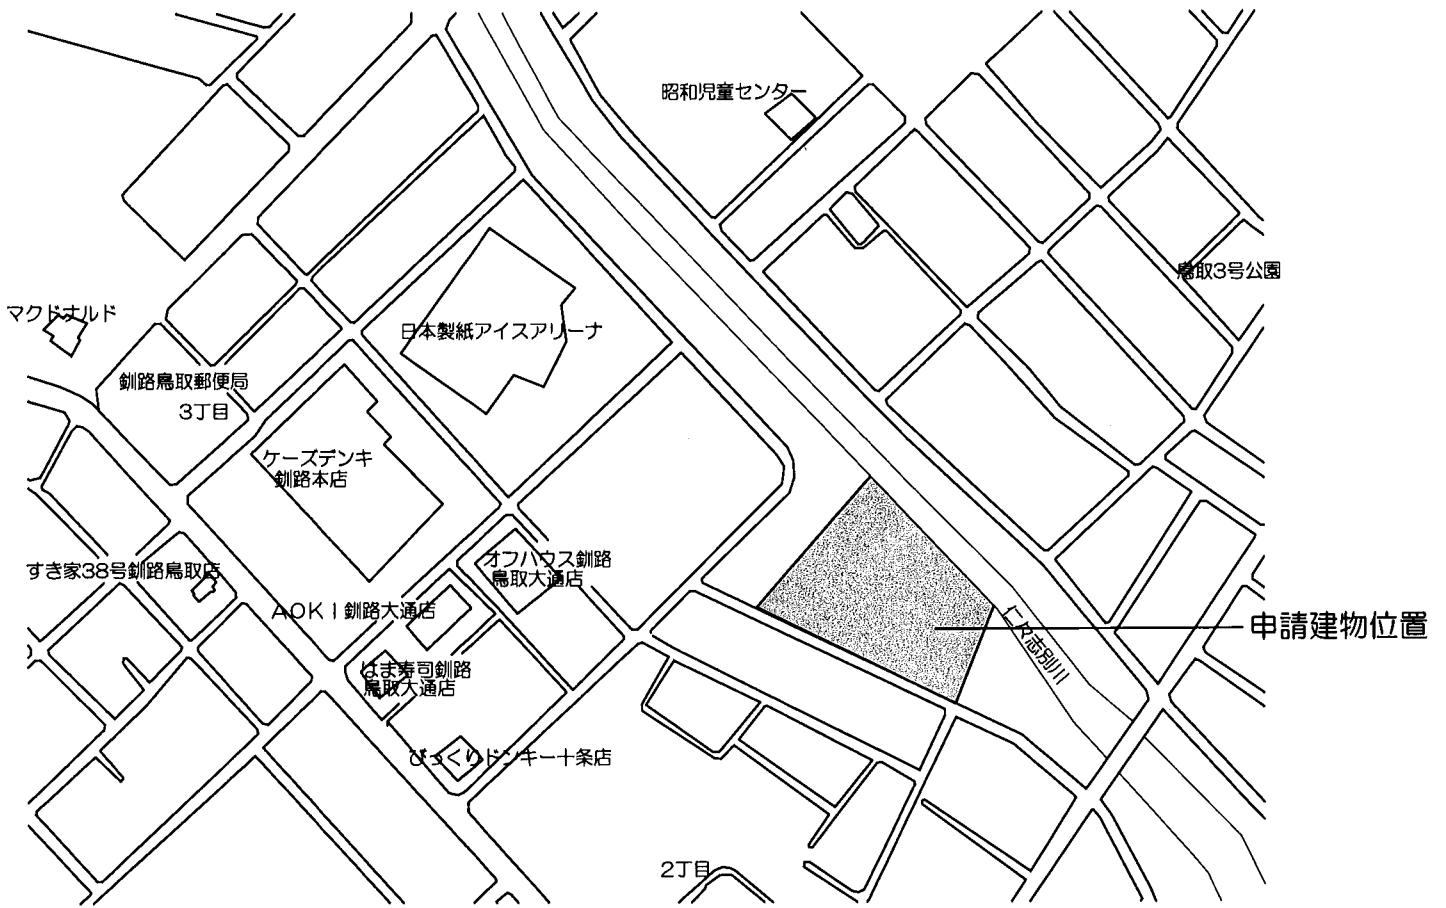 昭和児童センター
鳥取3号公園
マクドナルド
日本製紙アイスアリーナ
釧路鳥取郵便局
3丁目
ケーズデンキ
釧路本店
オフハウス釧路
鳥取大通店
すき家38号釧路鳥取店
AOKI釧路大通店
仁々志別川
申請建物位置
はま寿司釧路
鳥取大通店
びっくりドンキー十条店
2丁目